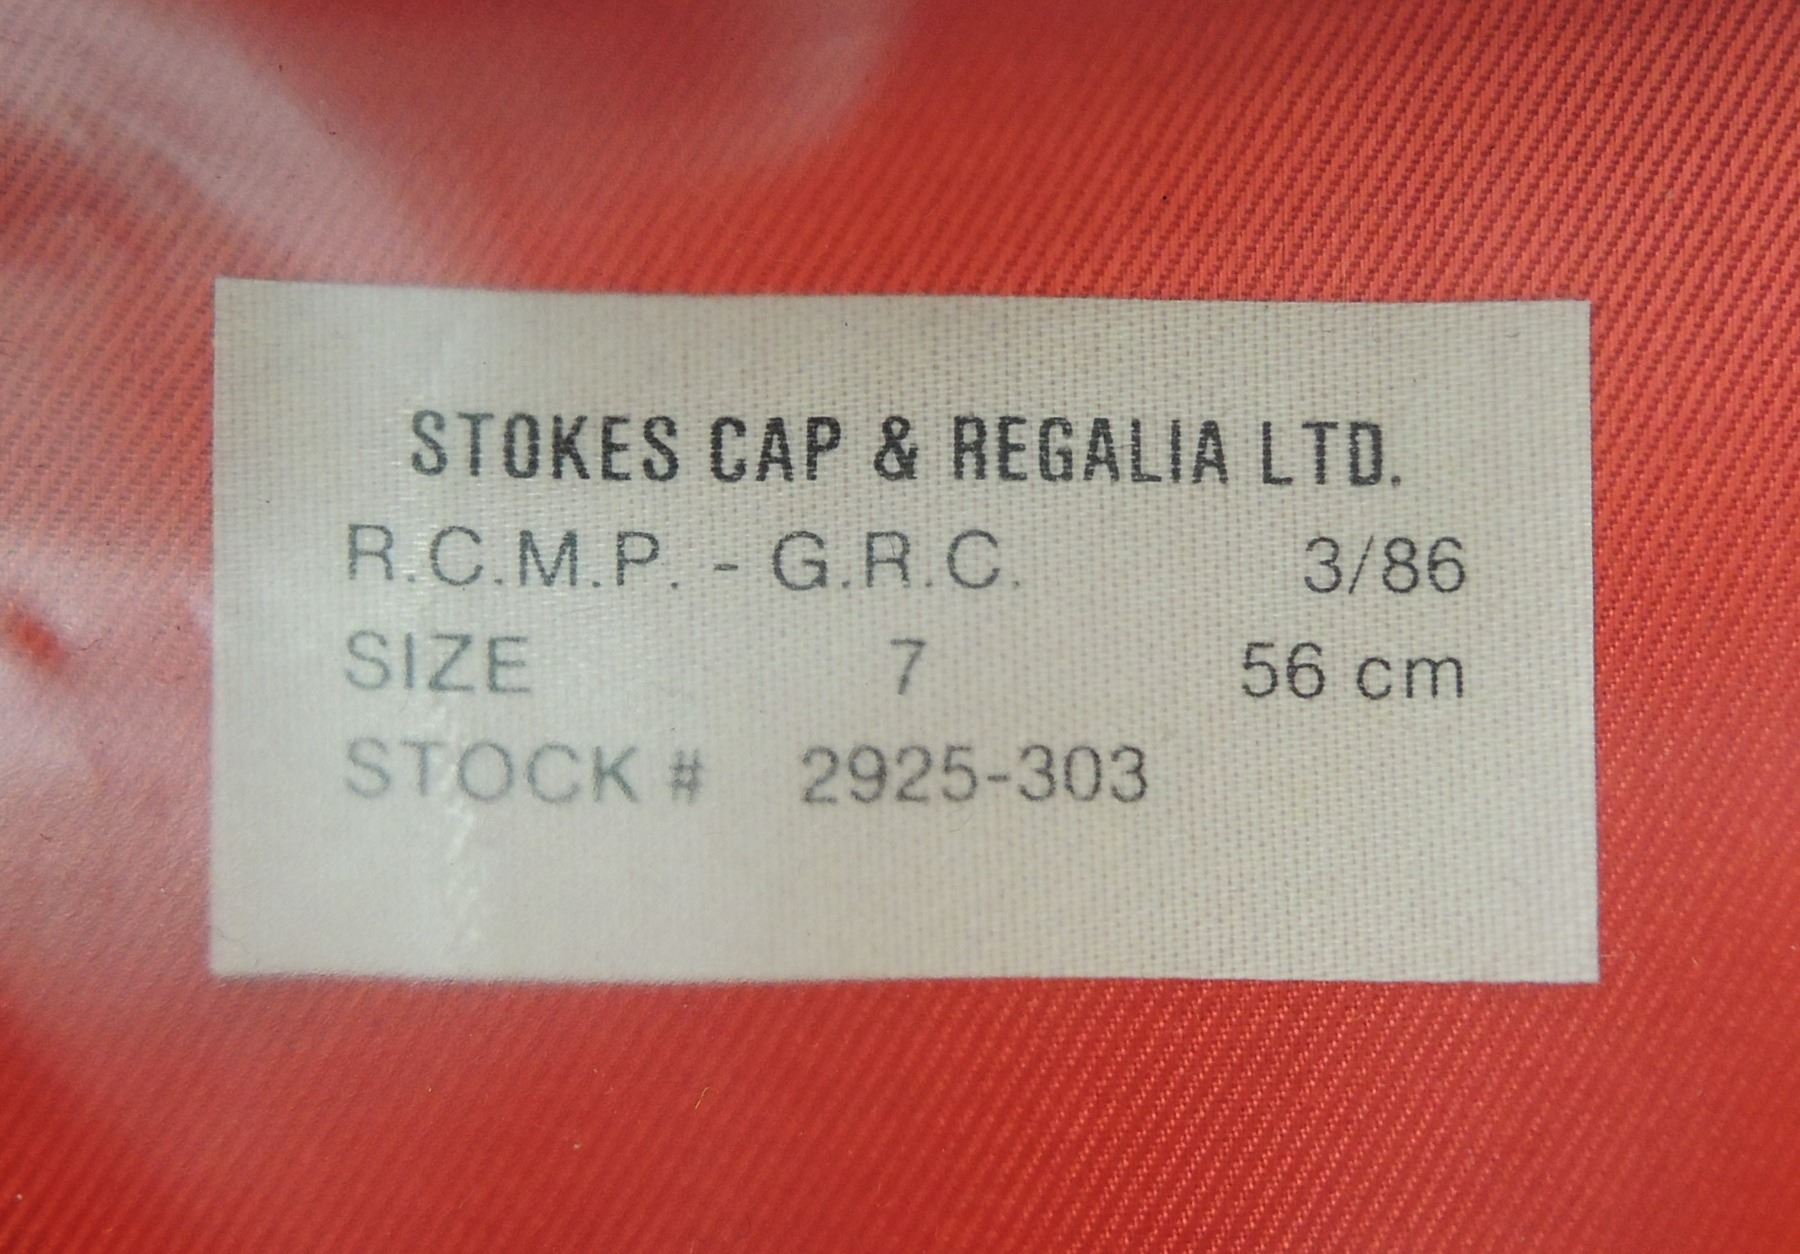 STOKES CAP & REGALIA LTD.
R.C.M.P. - G.R.C. 3/86
SIZE 7 56 cm
STOCK # 2925-303